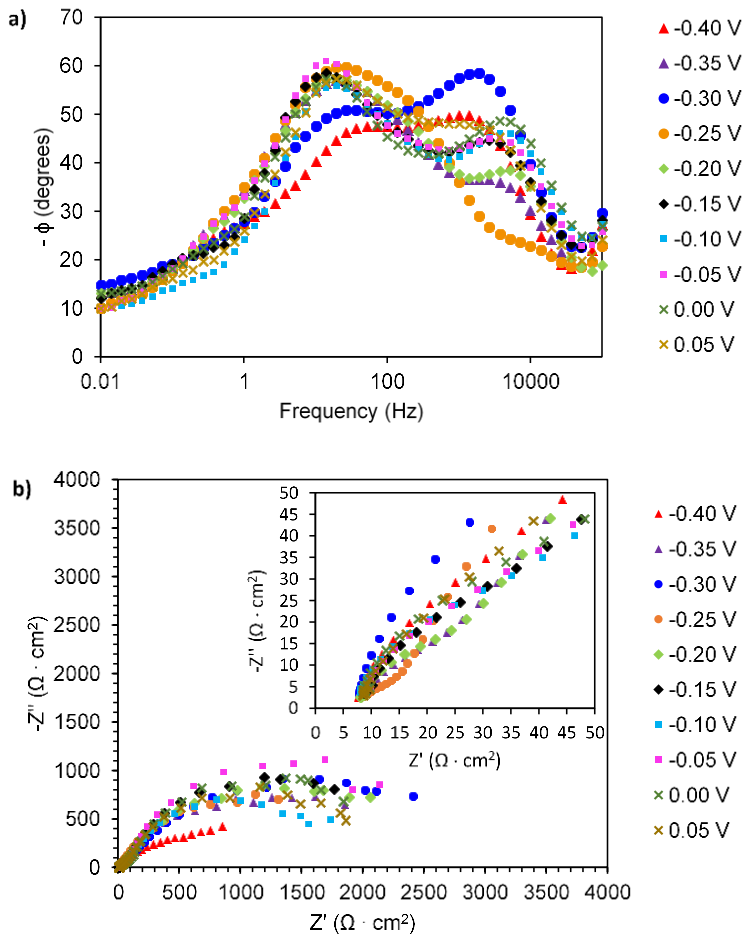 a)
70
60
50
40
30
20
10
0
- ϕ (degrees)
0.01 1 100 10000
Frequency (Hz)
-0.40 V
-0.35 V
-0.30 V
-0.25 V
-0.20 V
-0.15 V
-0.10 V
-0.05 V
0.00 V
0.05 V
b)
4000
3500
3000
2500
2000
1500
1000
500
0
-Z'' (Ω · cm²)
0 500 1000 1500 2000 2500 3000 3500 4000
Z' (Ω · cm²)
50
45
40
35
30
25
20
15
10
5
0
-Z'' (Ω · cm²)
0 5 10 15 20 25 30 35 40 45 50
Z' (Ω · cm²)
-0.40 V
-0.35 V
-0.30 V
-0.25 V
-0.20 V
-0.15 V
-0.10 V
-0.05 V
0.00 V
0.05 V